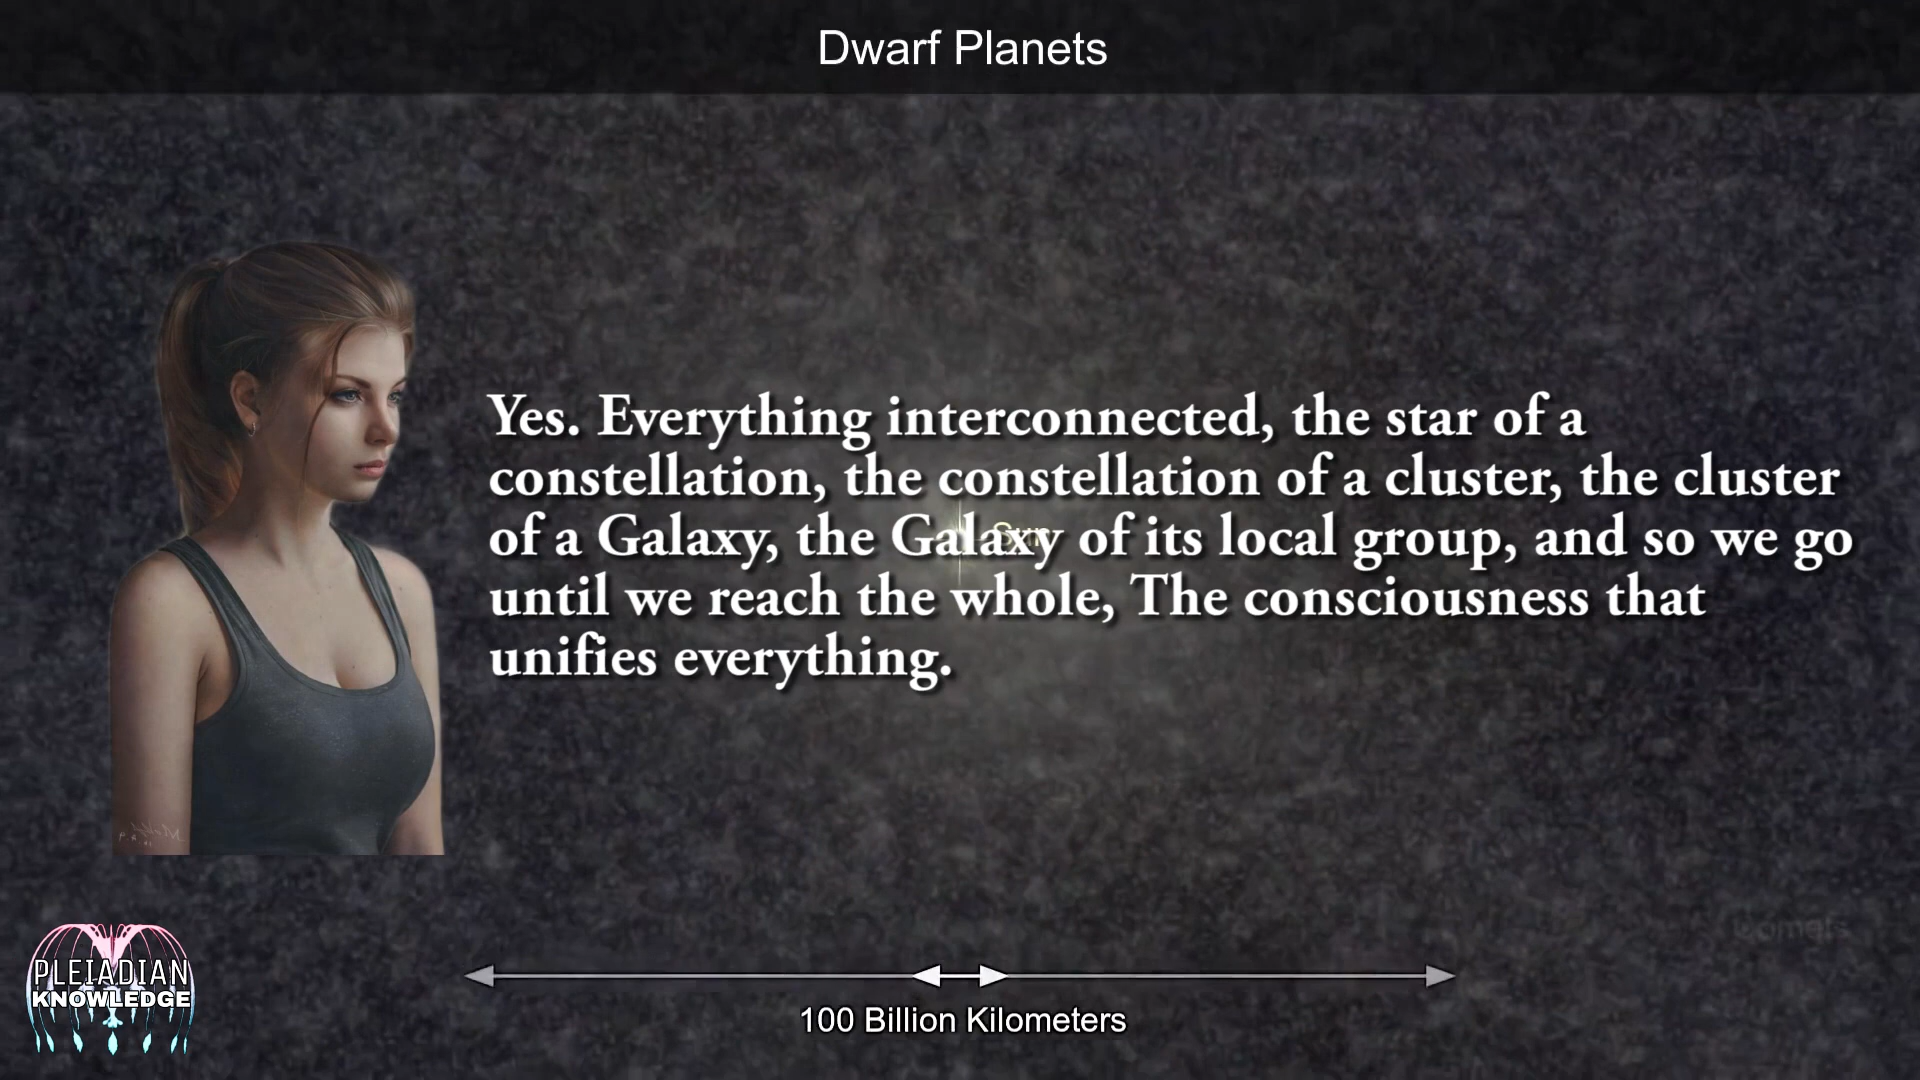 Dwarf Planets
Yes. Everything interconnected, the star of a
constellation, the constellation of a cluster, the cluster
of a Galaxy, the Galaxy of its local group, and so we go
until we reach the whole, The consciousness that
unifies everything.
Sun
Comets
PLEIADIAN
KNOWLEDGE
100 Billion Kilometers